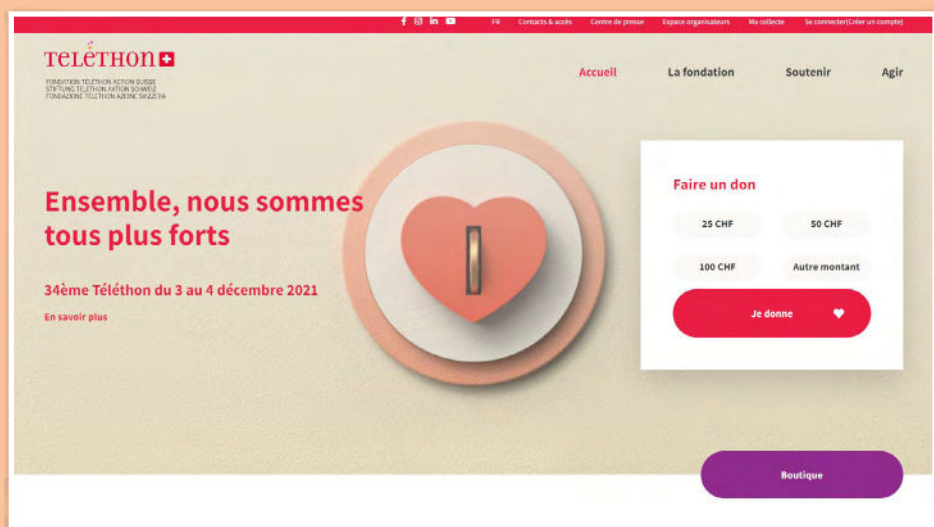 FR
Contacts & accès
Centre de presse
Espace organisateurs
Ma collecte
Se connecter(Créer un compte)
TELÉTHON
FONDATION TÉLÉTHON ACTION SUISSE
STIFTUNG TELETHON AKTION SCHWEIZ
FONDAZIONE TELETHON AZIONE SVIZZERA
Accueil
La fondation
Soutenir
Agir
Ensemble, nous sommes
tous plus forts
34ème Téléthon du 3 au 4 décembre 2021
En savoir plus
Faire un don
25 CHF
50 CHF
100 CHF
Autre montant
Je donne
Boutique